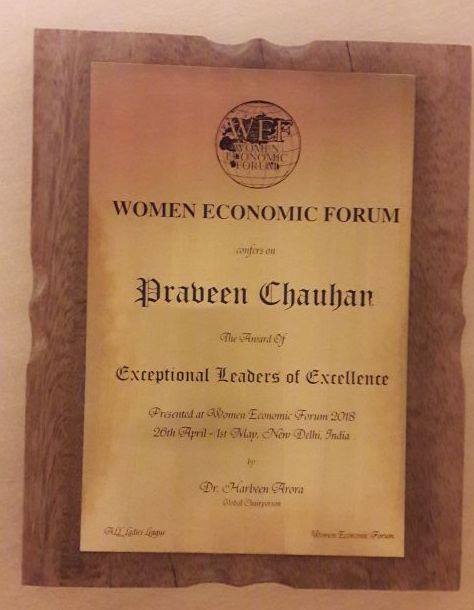 WEF
WOMEN
ECONOMIC
FORUM
WOMEN ECONOMIC FORUM
confers on
Praveen Chauhan
The Award Of
Exceptional Leaders of Excellence
Presented at Women Economic Forum 2018
26th April - 1st May, New Delhi, India
by
Dr. Harbeen Arora
Global Chairperson
ALL Ladies League
Women Economic Forum